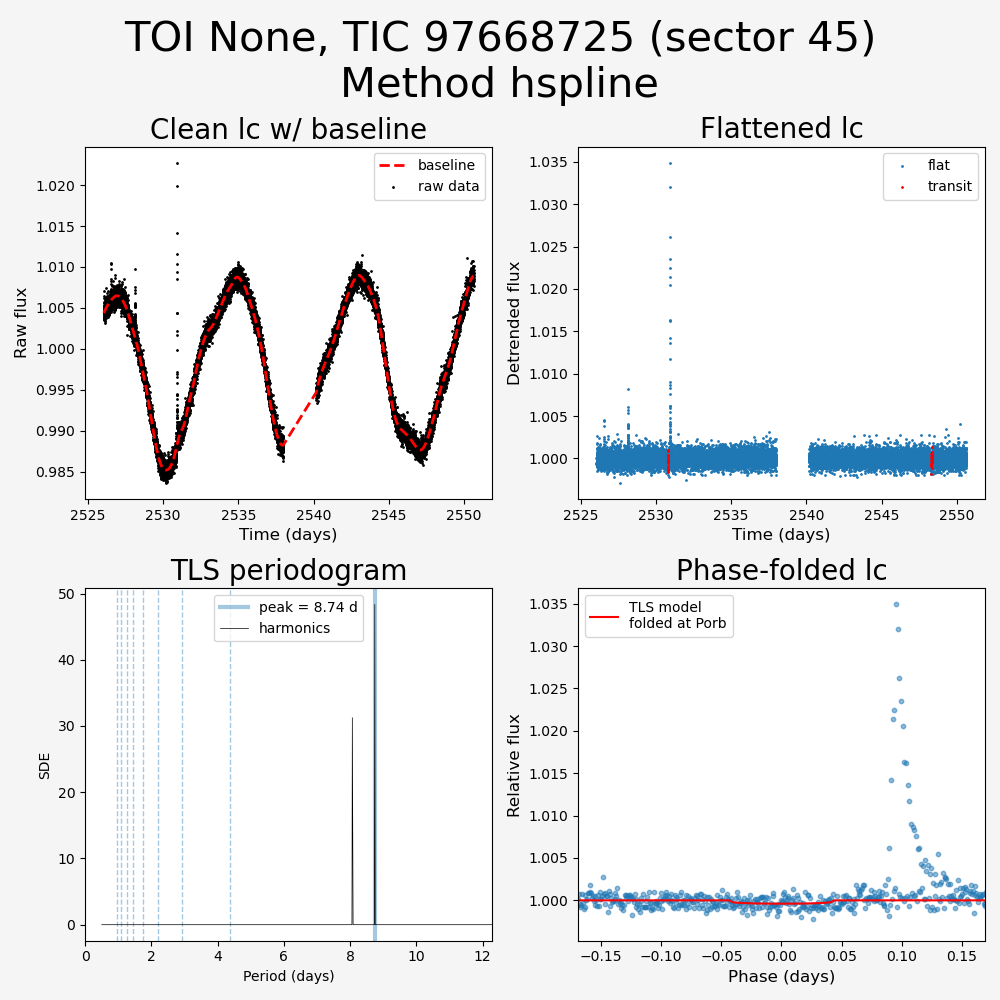 TOI None, TIC 97668725 (sector 45)
Method hspline
Clean lc w/ baseline
Raw flux
1.020
1.015
1.010
1.005
1.000
0.995
0.990
0.985
baseline
raw data
2525 2530 2535 2540 2545 2550
Time (days)
Flattened lc
Detrended flux
1.035
1.030
1.025
1.020
1.015
1.010
1.005
1.000
flat
transit
2525 2530 2535 2540 2545 2550
Time (days)
TLS periodogram
SDE
50
40
30
20
10
0
peak = 8.74 d
harmonics
0 2 4 6 8 10 12
Period (days)
Phase-folded lc
Relative flux
1.035
1.030
1.025
1.020
1.015
1.010
1.005
1.000
TLS model
folded at Porb
−0.15 −0.10 −0.05 0.00 0.05 0.10 0.15
Phase (days)